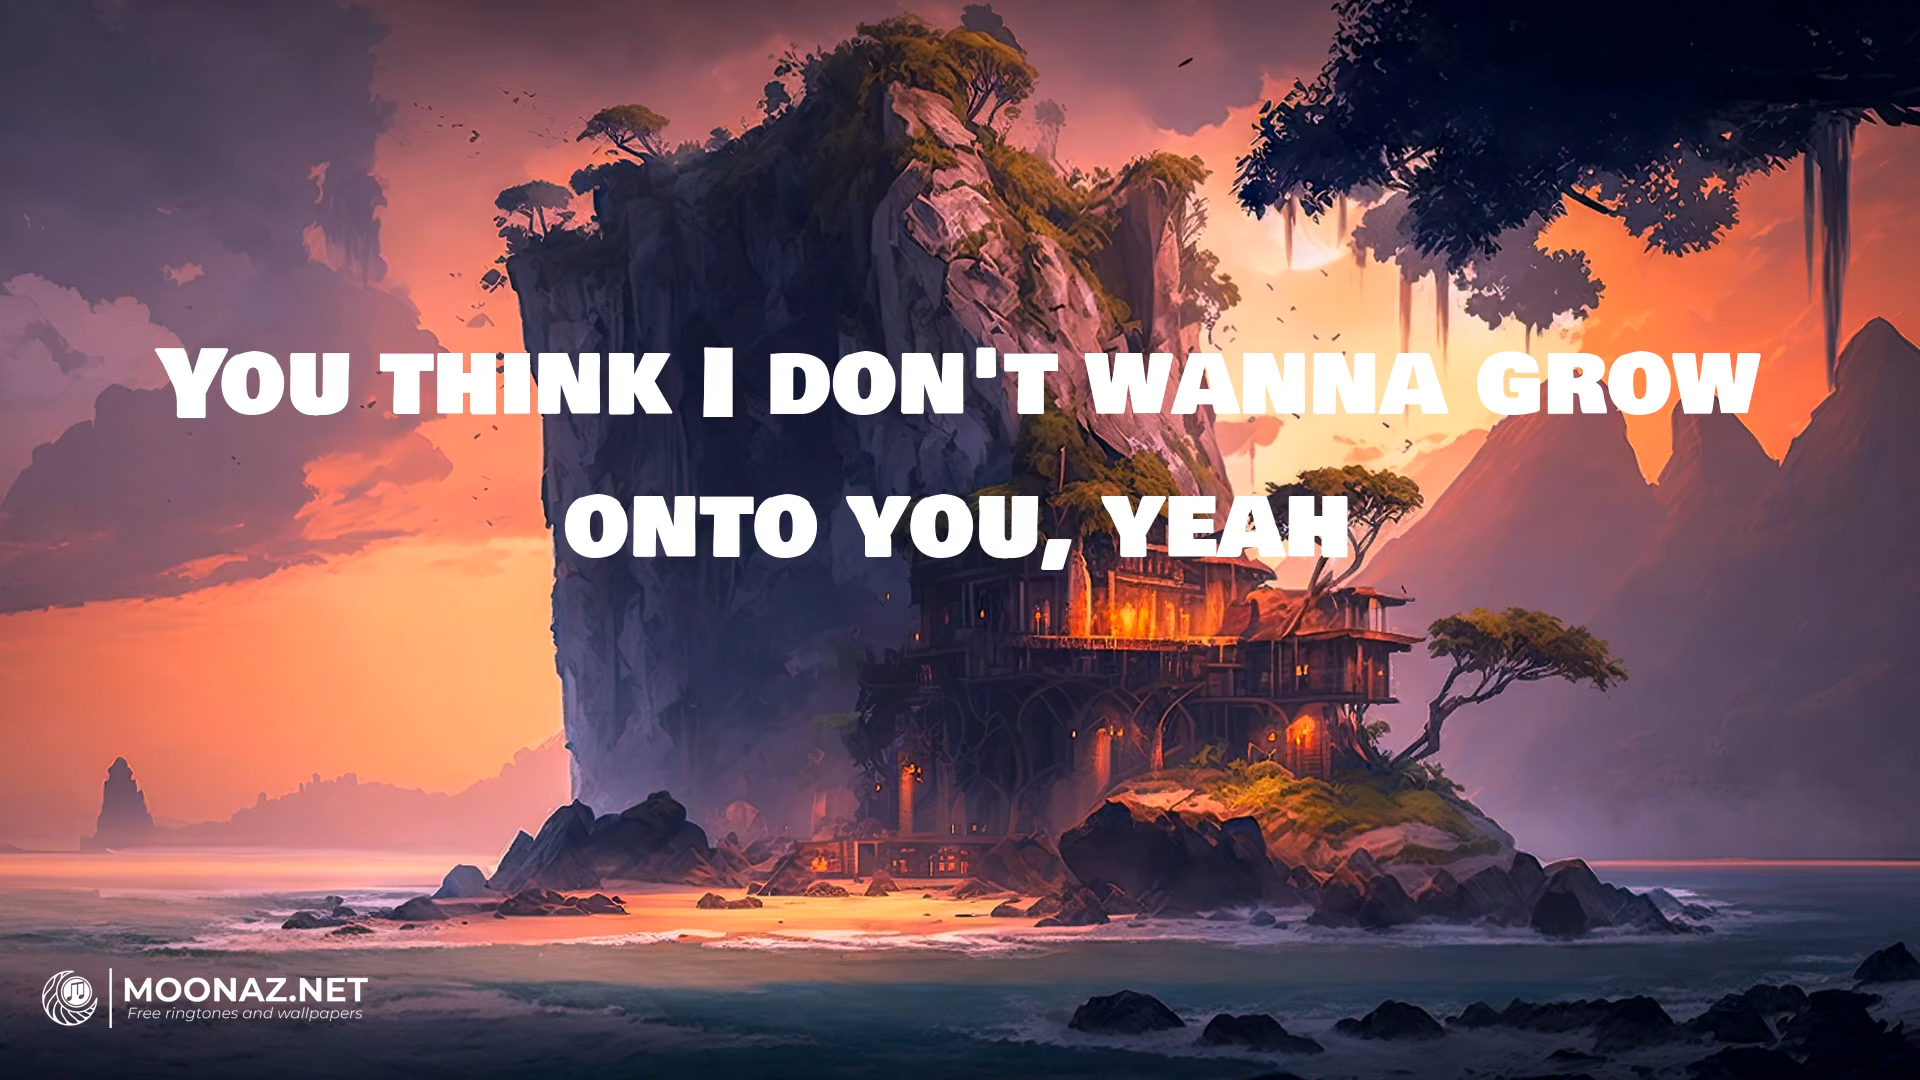 You think I don't wanna grow
onto you, yeah
MOONAZ.NET
Free ringtones and wallpapers